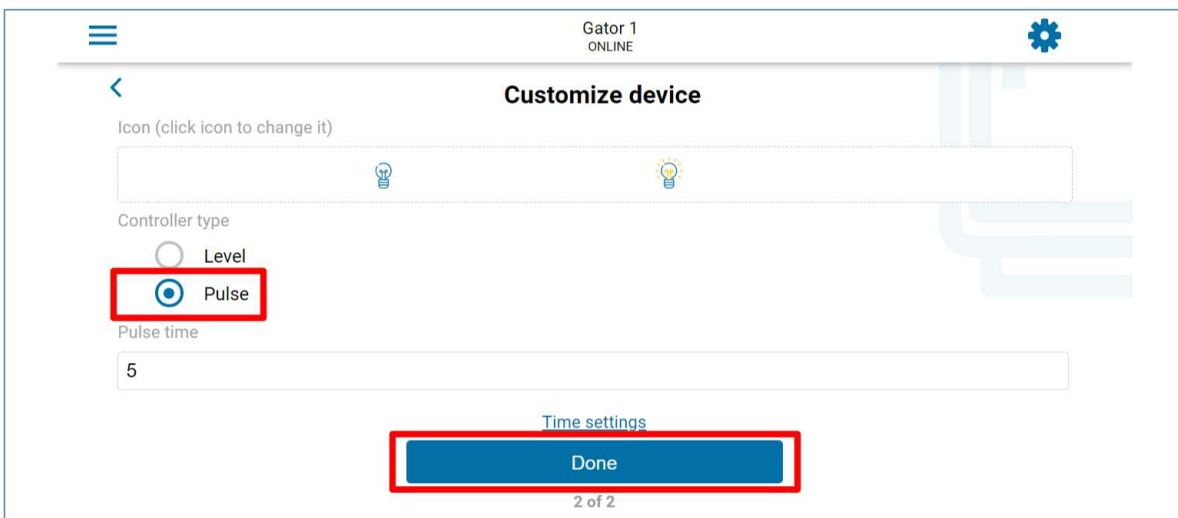 Gator 1
ONLINE
Customize device
Icon (click icon to change it)
Controller type
Level
Pulse
Pulse time
5
Time settings
Done
2 of 2